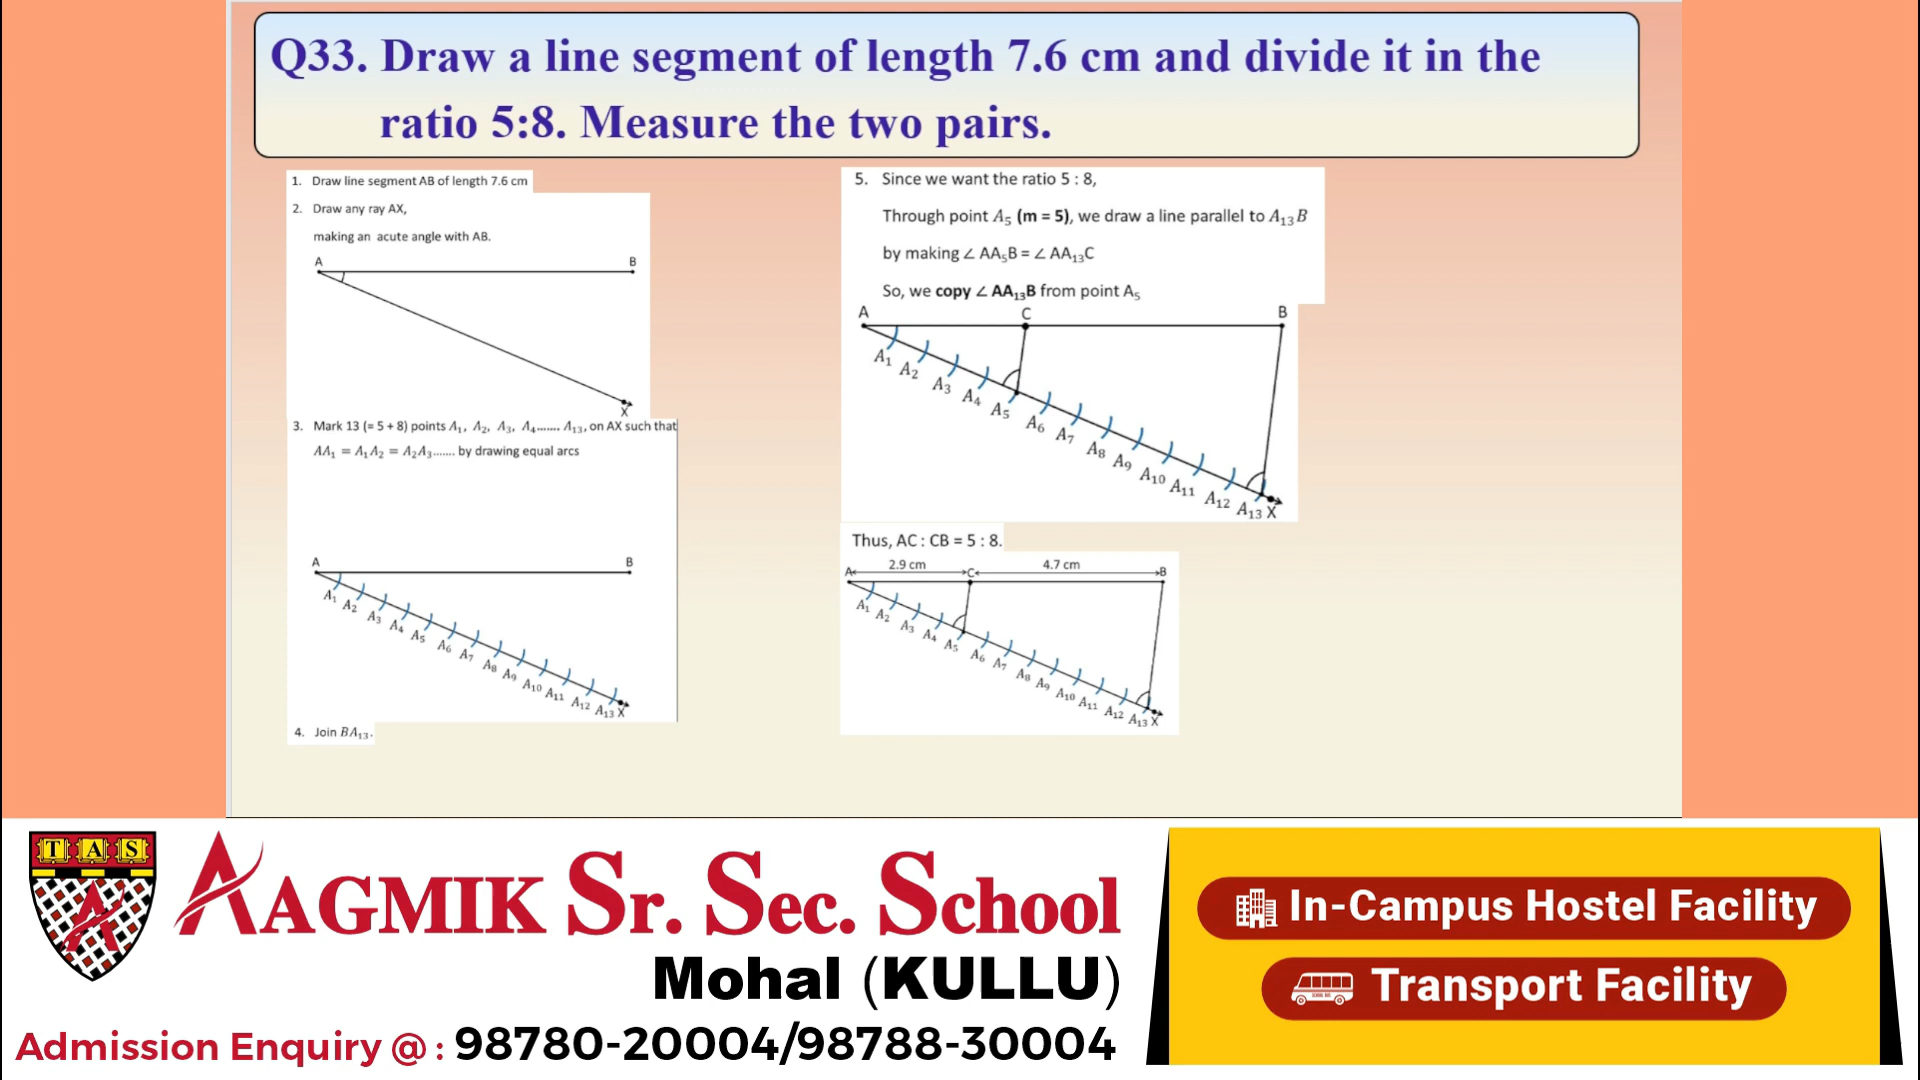 Q33. Draw a line segment of length 7.6 cm and divide it in the
ratio 5:8. Measure the two pairs.
1. Draw line segment AB of length 7.6 cm
2. Draw any ray AX,
making an acute angle with AB.
A B
X
3. Mark 13 (= 5 + 8) points A₁, A₂, A₃, A₄....... A₁₃, on AX such that
AA₁ = A₁A₂ = A₂A₃....... by drawing equal arcs
A B
A₁ A₂ A₃ A₄ A₅ A₆ A₇ A₈ A₉ A₁₀ A₁₁ A₁₂ A₁₃ X
4. Join BA₁₃.
5. Since we want the ratio 5 : 8,
Through point A₅ (m = 5), we draw a line parallel to A₁₃B
by making ∠ AA₅B = ∠ AA₁₃C
So, we copy ∠ AA₁₃B from point A₅
A C B
A₁ A₂ A₃ A₄ A₅ A₆ A₇ A₈ A₉ A₁₀ A₁₁ A₁₂ A₁₃ X
Thus, AC : CB = 5 : 8.
A 2.9 cm C 4.7 cm B
A₁ A₂ A₃ A₄ A₅ A₆ A₇ A₈ A₉ A₁₀ A₁₁ A₁₂ A₁₃ X
T A S
AAGMIK Sr. Sec. School
Mohal (KULLU)
Admission Enquiry @ : 98780-20004/98788-30004
In-Campus Hostel Facility
Transport Facility